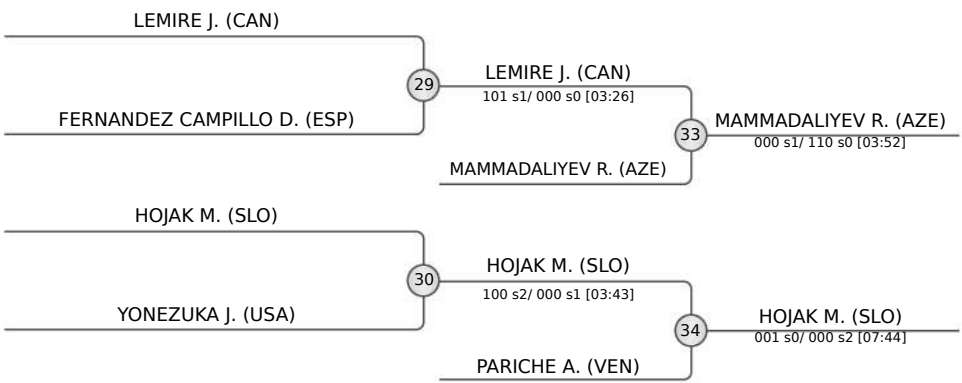 LEMIRE J. (CAN)
29
FERNANDEZ CAMPILLO D. (ESP)
LEMIRE J. (CAN)
101 s1/ 000 s0 [03:26]
33
MAMMADALIYEV R. (AZE)
MAMMADALIYEV R. (AZE)
000 s1/ 110 s0 [03:52]
HOJAK M. (SLO)
30
YONEZUKA J. (USA)
HOJAK M. (SLO)
100 s2/ 000 s1 [03:43]
34
PARICHE A. (VEN)
HOJAK M. (SLO)
001 s0/ 000 s2 [07:44]